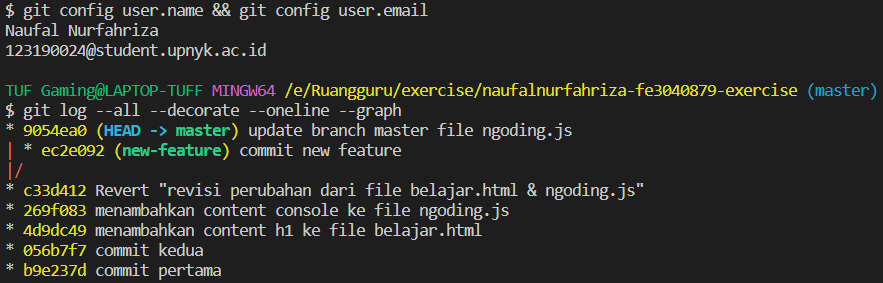 $ git config user.name && git config user.email
Naufal Nurfahriza
123190024@student.upnyk.ac.id
TUF Gaming@LAPTOP-TUFF MINGW64 /e/Ruangguru/exercise/naufalnurfahriza-fe3040879-exercise (master)
$ git log --all --decorate --oneline --graph
* 9054ea0 (HEAD -> master) update branch master file ngoding.js
| * ec2e092 (new-feature) commit new feature
|/
* c33d412 Revert "revisi perubahan dari file belajar.html & ngoding.js"
* 269f083 menambahkan content console ke file ngoding.js
* 4d9dc49 menambahkan content h1 ke file belajar.html
* 056b7f7 commit kedua
* b9e237d commit pertama